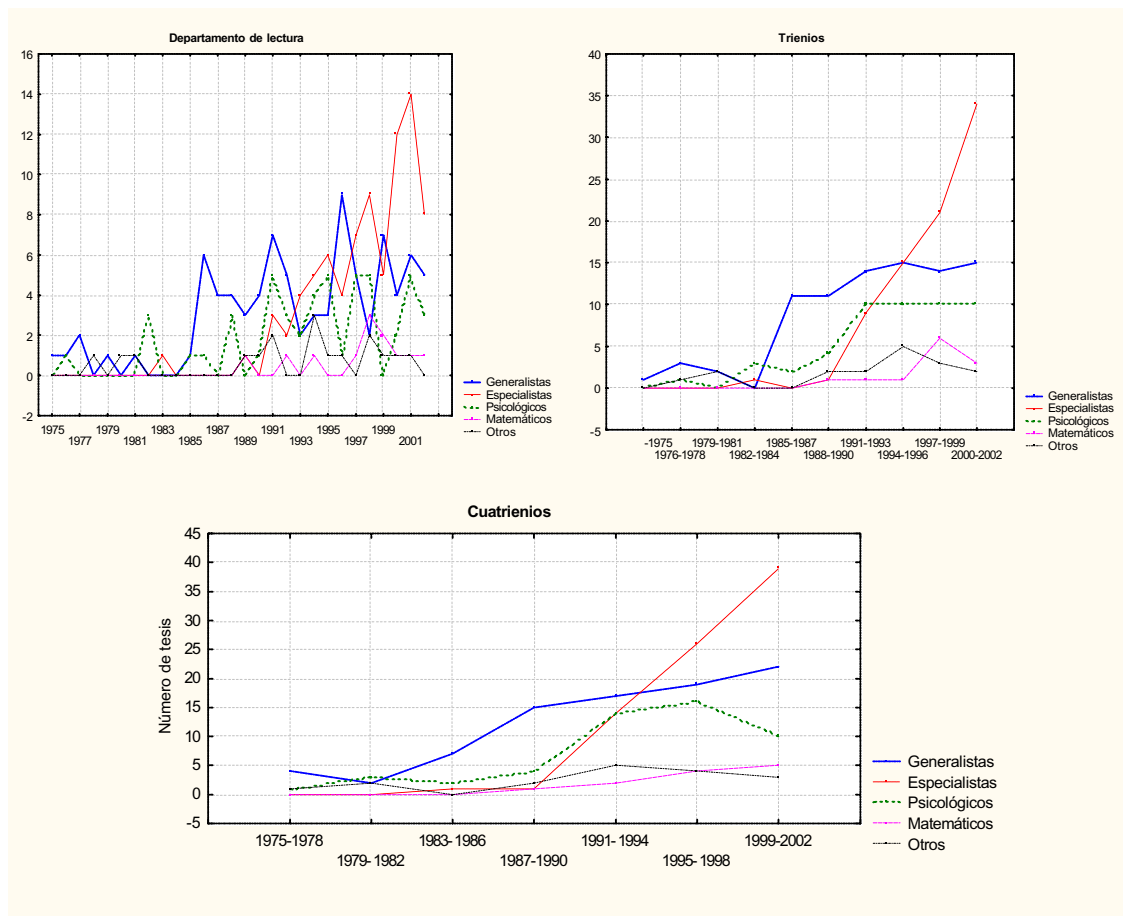 Departamento de lectura
16
14
12
10
8
6
4
2
0
-2
1975 1979 1983 1987 1991 1995 1999
1977 1981 1985 1989 1993 1997 2001
Generalistas
Especialistas
Psicológicos
Matemáticos
Otros
Trienios
40
35
30
25
20
15
10
5
0
-5
-1975 1979-1981 1985-1987 1991-1993 1997-1999
1976-1978 1982-1984 1988-1990 1994-1996 2000-2002
Generalistas
Especialistas
Psicológicos
Matemáticos
Otros
Cuatrienios
Número de tesis
45
40
35
30
25
20
15
10
5
0
-5
1975-1978 1983-1986 1991-1994 1999-2002
1979-1982 1987-1990 1995-1998
Generalistas
Especialistas
Psicológicos
Matemáticos
Otros